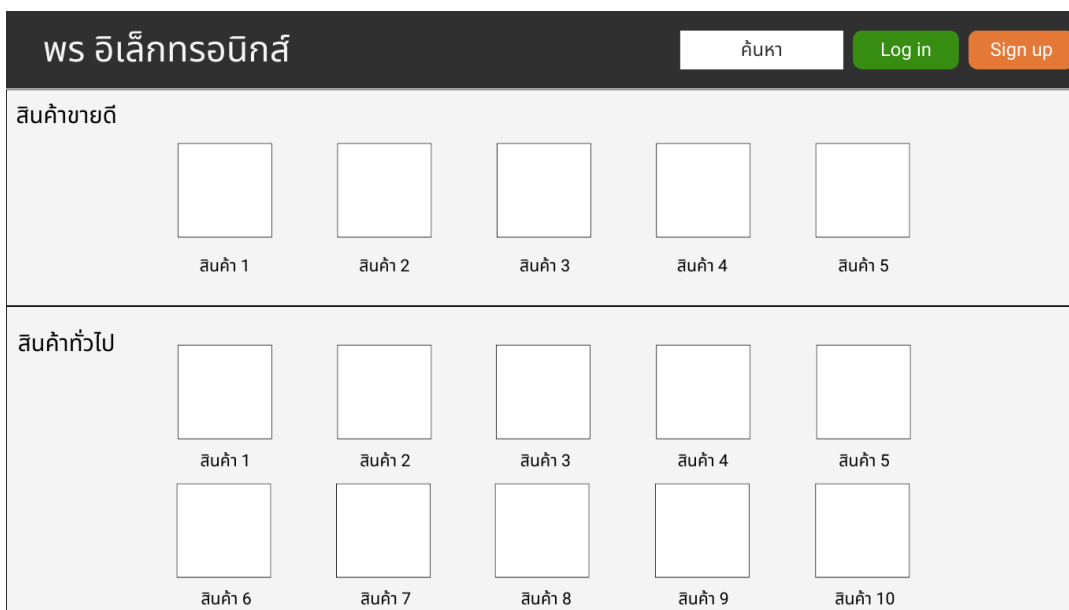 พร อิเล็กทรอนิกส์ ค้นหา Log in Sign up
สินค้าขายดี
สินค้า 1 สินค้า 2 สินค้า 3 สินค้า 4 สินค้า 5
สินค้าทั่วไป
สินค้า 1 สินค้า 2 สินค้า 3 สินค้า 4 สินค้า 5
สินค้า 6 สินค้า 7 สินค้า 8 สินค้า 9 สินค้า 10